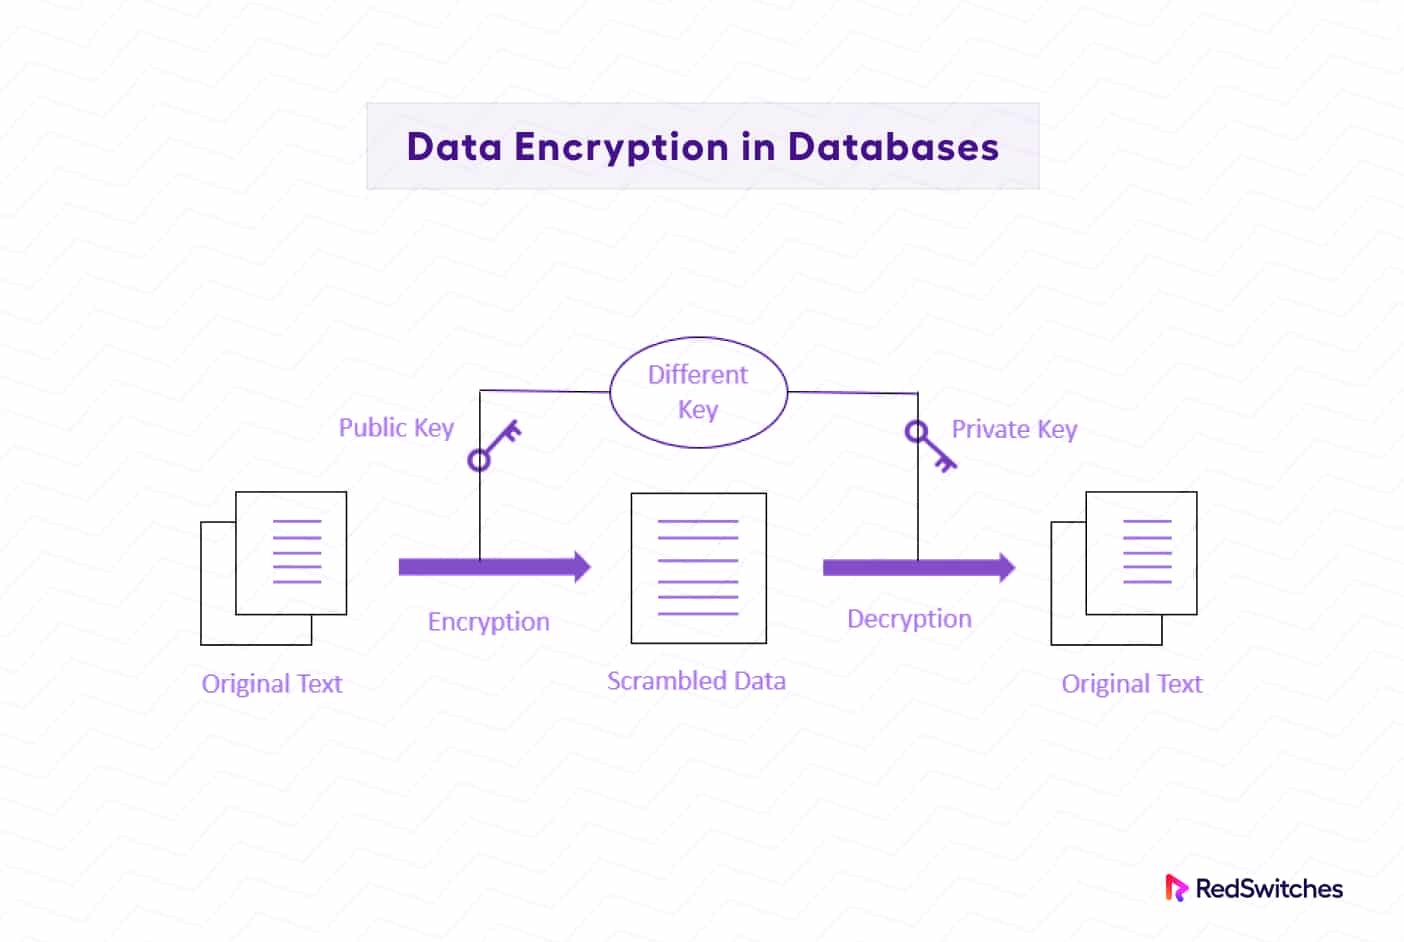 Data Encryption in Databases
Different
Key
Public Key
Private Key
Encryption
Decryption
Original Text
Scrambled Data
Original Text
RedSwitches